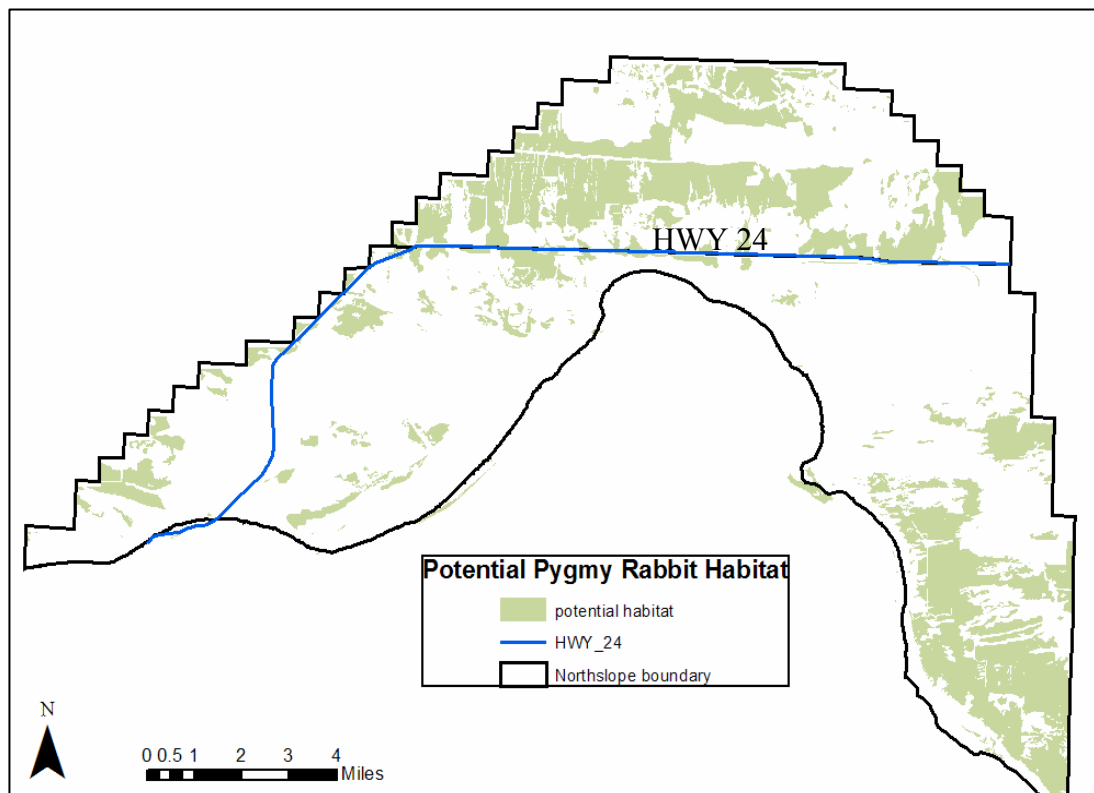 HWY 24
Potential Pygmy Rabbit Habitat
potential habitat
HWY_24
Northslope boundary
N
0 0.5 1 2 3 4
Miles